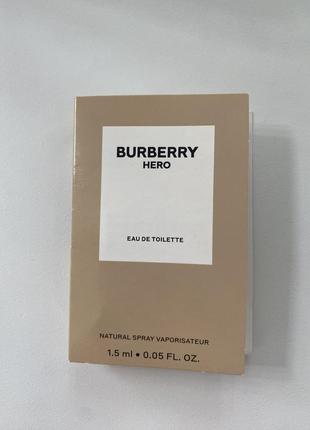 BURBERRY
HERO
EAU DE TOILETTE
NATURAL SPRAY VAPORISATEUR
1.5 ml • 0.05 FL. OZ.